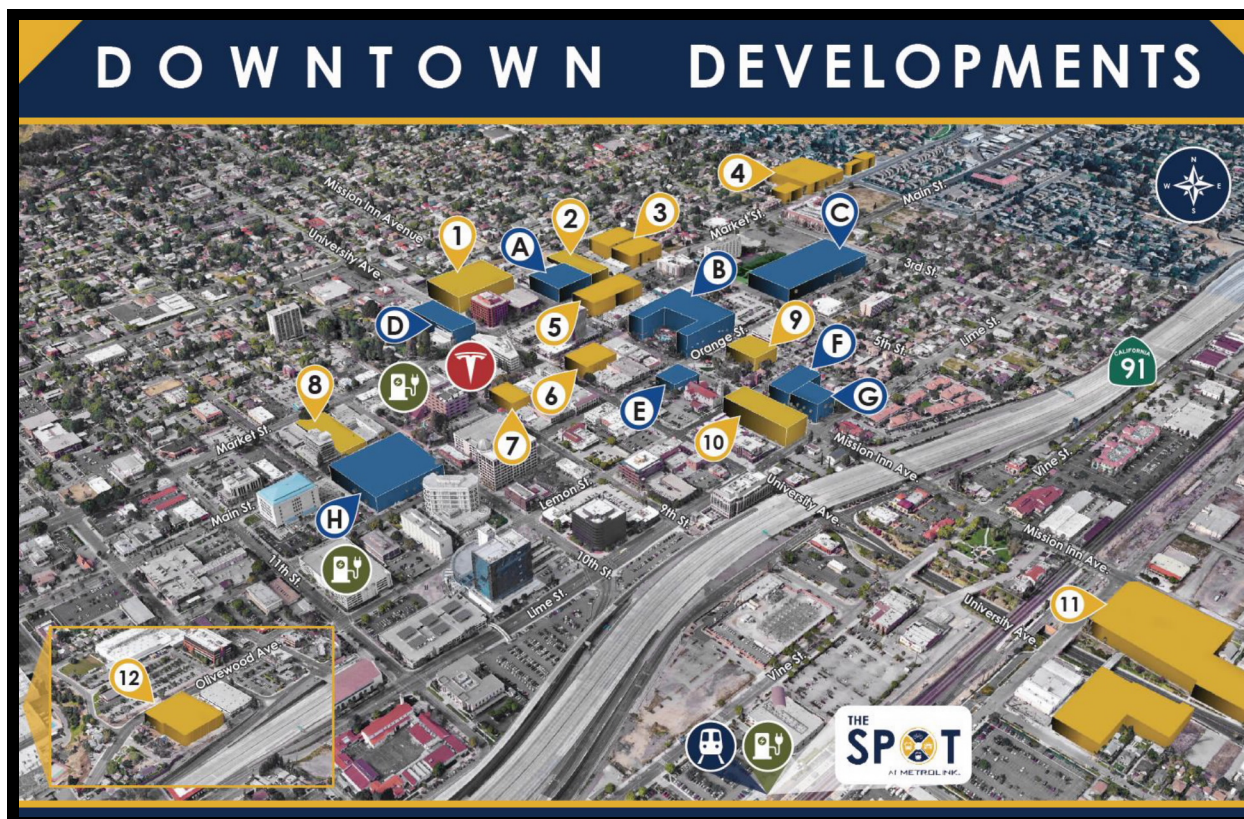 DOWNTOWN DEVELOPMENTS
N
W E
S
4
Main St.
Mission Inn Avenue
Market St.
C
2
3
1
A
University Ave.
B
3rd St.
D
5
Orange St.
9
5th St.
Lime St.
F
CALIFORNIA
91
8
6
E
G
7
10
Market St.
Mission Inn Ave.
Vine St.
Main St.
H
Lemon St.
9th St.
University Ave.
11th St.
10th St.
Mission Inn Ave.
Lime St.
11
University Ave.
12
Olivewood Ave.
Vine St.
THE
SPOT
AT METROLINK.